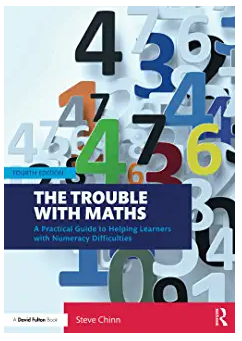 FOURTH EDITION
THE TROUBLE
WITH MATHS
A Practical Guide to Helping Learners
with Numeracy Difficulties
A David Fulton Book
Steve Chinn
R